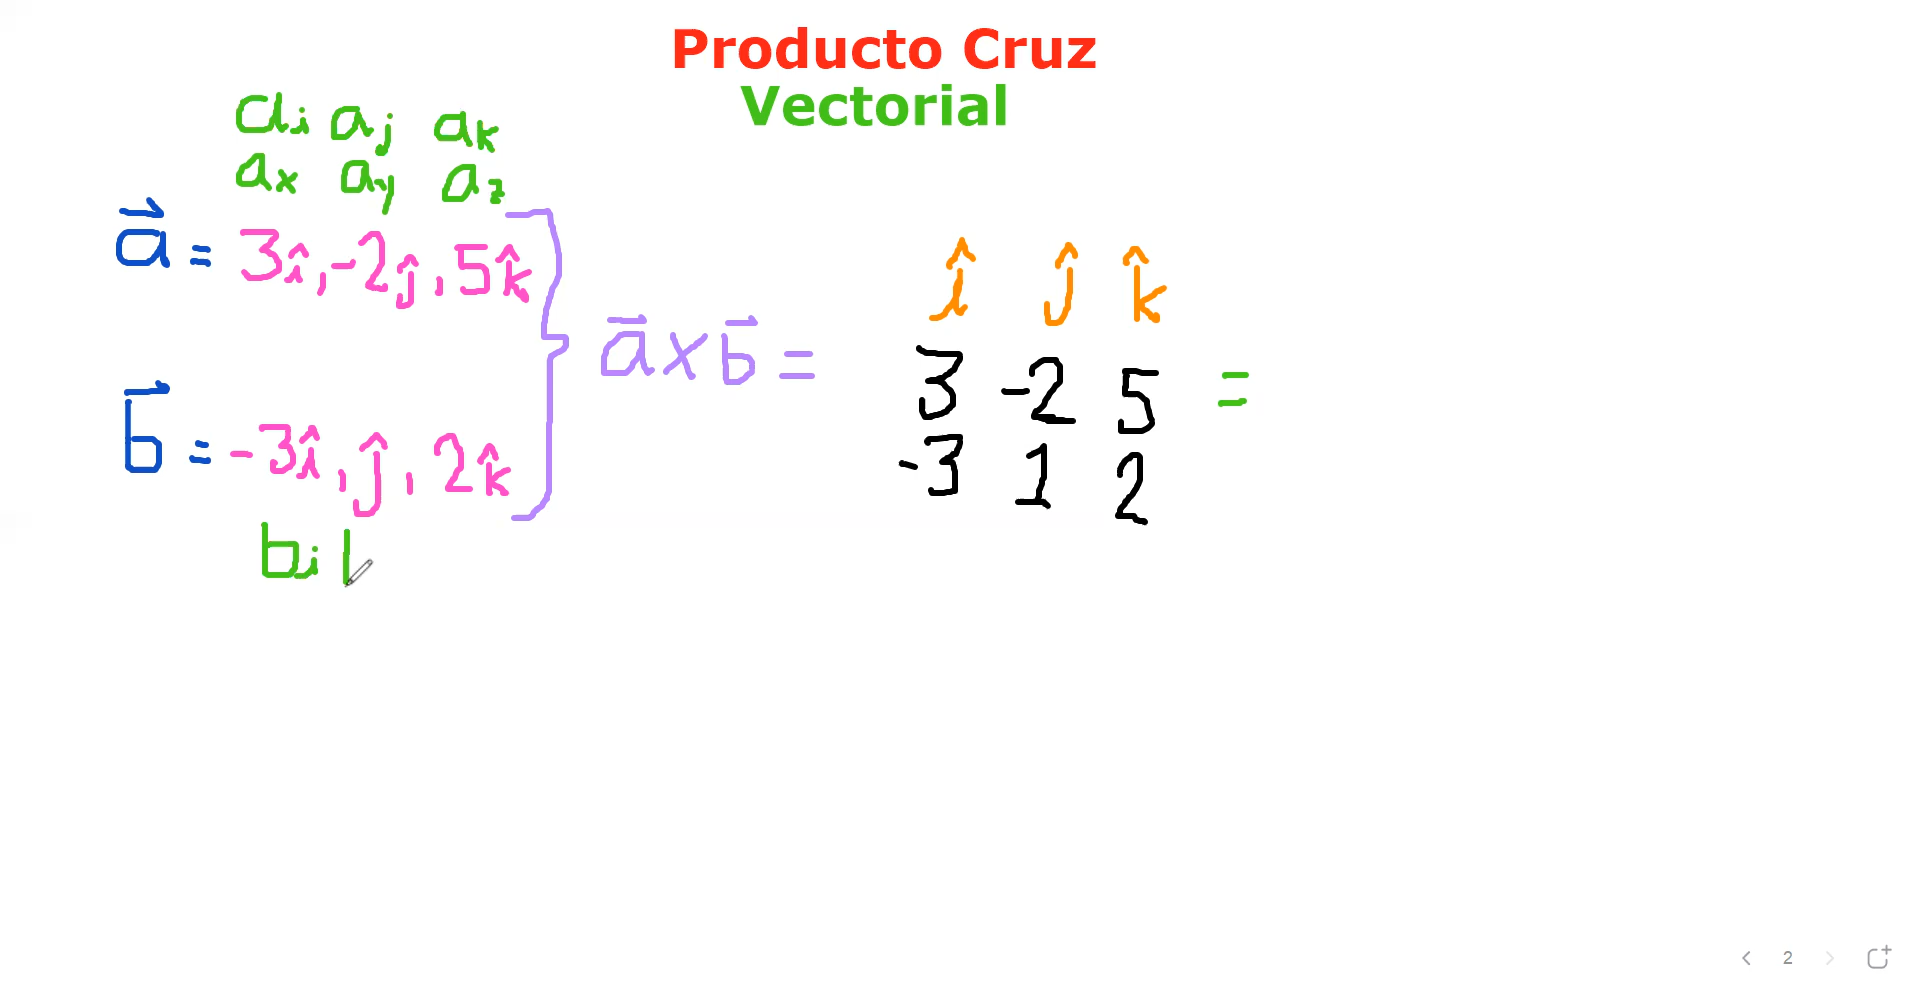 Producto Cruz
Vectorial
ai aj ak
ax ay az
a⃗ = 3î, -2ĵ, 5k̂
b⃗ = -3î, ĵ, 2k̂
bi
a⃗ x b⃗ =
î ĵ k̂
3 -2 5 =
-3 1 2
2